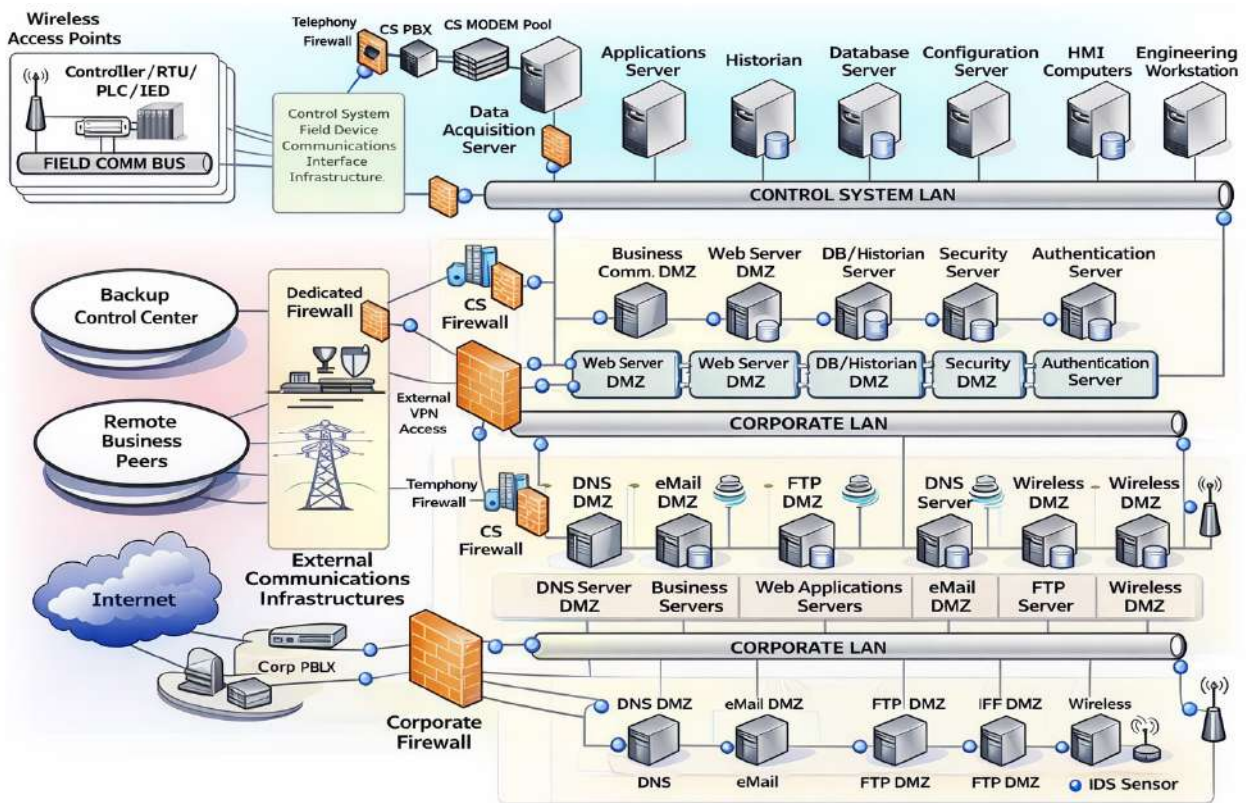 Wireless
Access Points
Controller/RTU/
PLC/IED
FIELD COMM BUS
Control System
Field Device
Communications
Interface
Infrastructure.
Telephony
Firewall
CS PBX
CS MODEM Pool
Data
Acquisition
Server
Applications
Server
Historian
Database
Server
Configuration
Server
HMI
Computers
Engineering
Workstation
CONTROL SYSTEM LAN
Backup
Control Center
Dedicated
Firewall
CS
Firewall
Business
Comm. DMZ
Web Server
DMZ
DB/Historian
Server
Security
Server
Authentication
Server
Web Server
DMZ
Web Server
DMZ
DB/Historian
DMZ
Security
DMZ
Authentication
Server
External
VPN
Access
CORPORATE LAN
Remote
Business
Peers
Temphony
Firewall
CS
Firewall
DNS
DMZ
eMail
DMZ
FTP
DMZ
DNS
Server
Wireless
DMZ
Wireless
DMZ
External
Communications
Infrastructures
DNS Server
DMZ
Business
Servers
Web Applications
Servers
eMail
DMZ
FTP
Server
Wireless
DMZ
Internet
Corp PBLX
CORPORATE LAN
Corporate
Firewall
DNS DMZ
eMail DMZ
FTP DMZ
IFF DMZ
Wireless
DNS
eMail
FTP DMZ
FTP DMZ
IDS Sensor